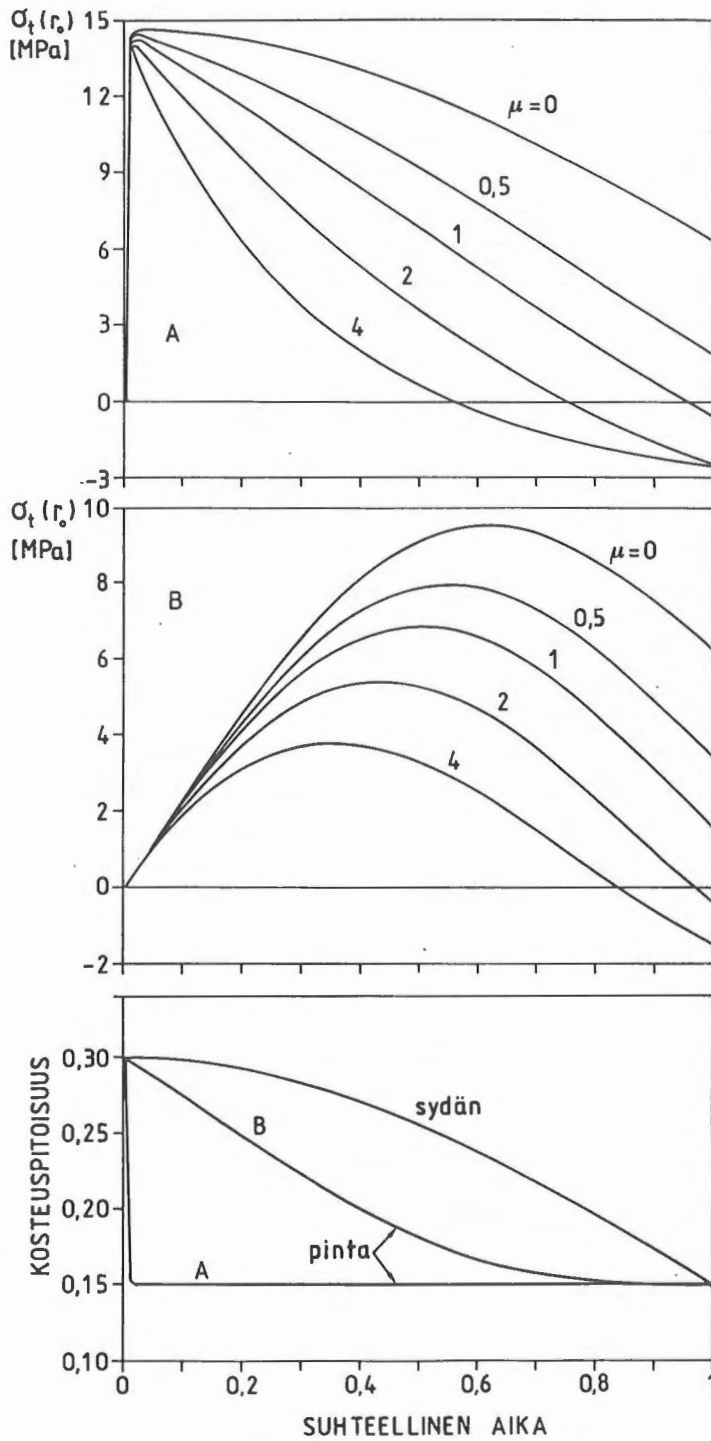 σt(r₀)
[MPa]
15
12
9
6
3
0
-3
μ=0
0,5
1
2
4
A
σt(r₀)
[MPa]
10
8
6
4
2
0
-2
B
μ=0
0,5
1
2
4
KOSTEUSPITOISUUS
0,30
0,25
0,20
0,15
0,10
sydän
B
pinta
A
0 0,2 0,4 0,6 0,8 1
SUHTEELLINEN AIKA